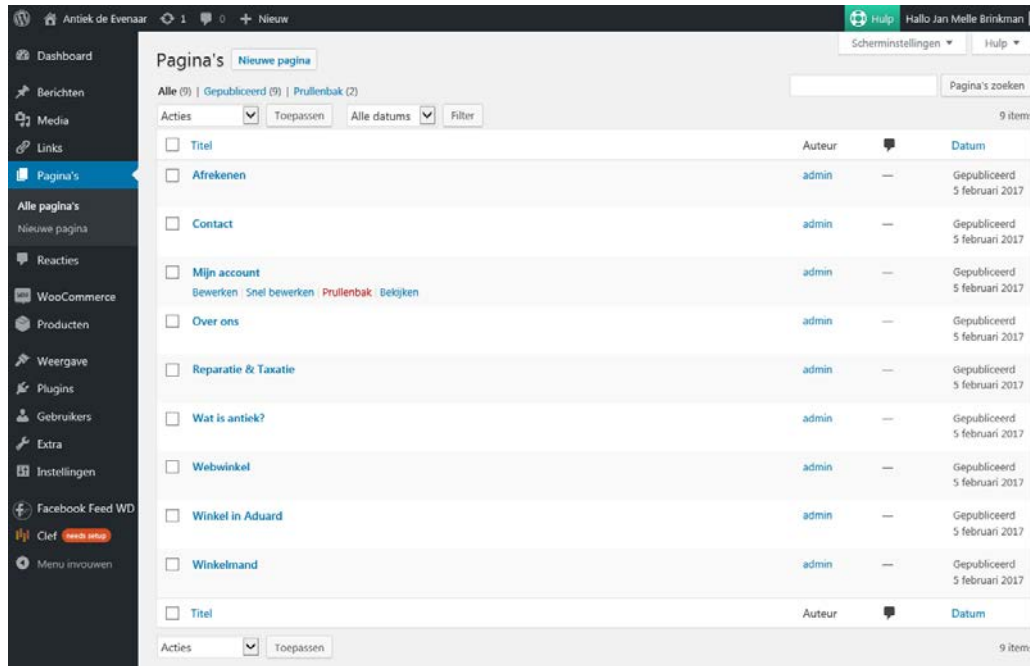 Antiek de Evenaar 1 0 + Nieuw Hulp Hallo Jan Melle Brinkman
Scherminstellingen Hulp
Dashboard
Berichten
Media
Links
Pagina's
Alle pagina's
Nieuwe pagina
Reacties
WooCommerce
Producten
Weergave
Plugins
Gebruikers
Extra
Instellingen
Facebook Feed WD
Clef needs setup
Menu invouwen
Pagina's Nieuwe pagina
Alle (9) | Gepubliceerd (9) | Prullenbak (2)
Pagina's zoeken
Acties Toepassen Alle datums Filter 9 item
Titel Auteur Datum
Afrekenen admin — Gepubliceerd
5 februari 2017
Contact admin — Gepubliceerd
5 februari 2017
Mijn account admin — Gepubliceerd
Bewerken | Snel bewerken | Prullenbak | Bekijken 5 februari 2017
Over ons admin — Gepubliceerd
5 februari 2017
Reparatie & Taxatie admin — Gepubliceerd
5 februari 2017
Wat is antiek? admin — Gepubliceerd
5 februari 2017
Webwinkel admin — Gepubliceerd
5 februari 2017
Winkel in Aduard admin — Gepubliceerd
5 februari 2017
Winkelmand admin — Gepubliceerd
5 februari 2017
Titel Auteur Datum
Acties Toepassen 9 item